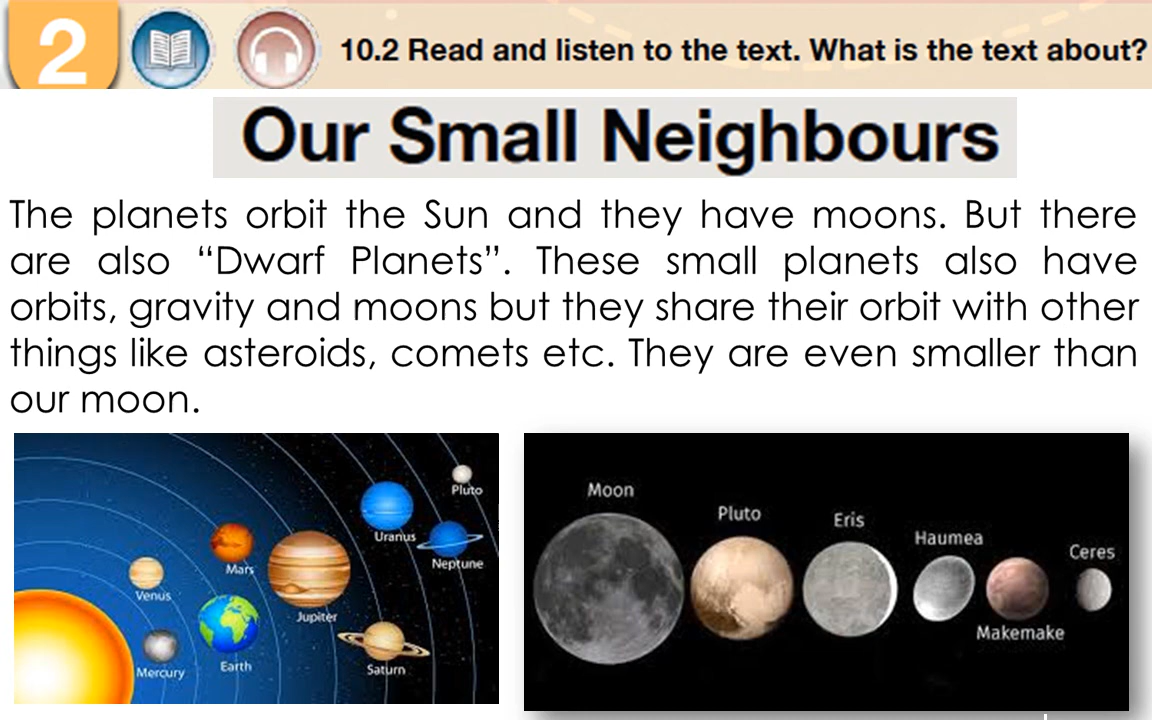 2
10.2 Read and listen to the text. What is the text about?
Our Small Neighbours
The planets orbit the Sun and they have moons. But there
are also “Dwarf Planets”. These small planets also have
orbits, gravity and moons but they share their orbit with other
things like asteroids, comets etc. They are even smaller than
our moon.
Pluto
Uranus
Neptune
Mars
Venus
Jupiter
Earth
Mercury
Saturn
Moon
Pluto
Eris
Haumea
Ceres
Makemake